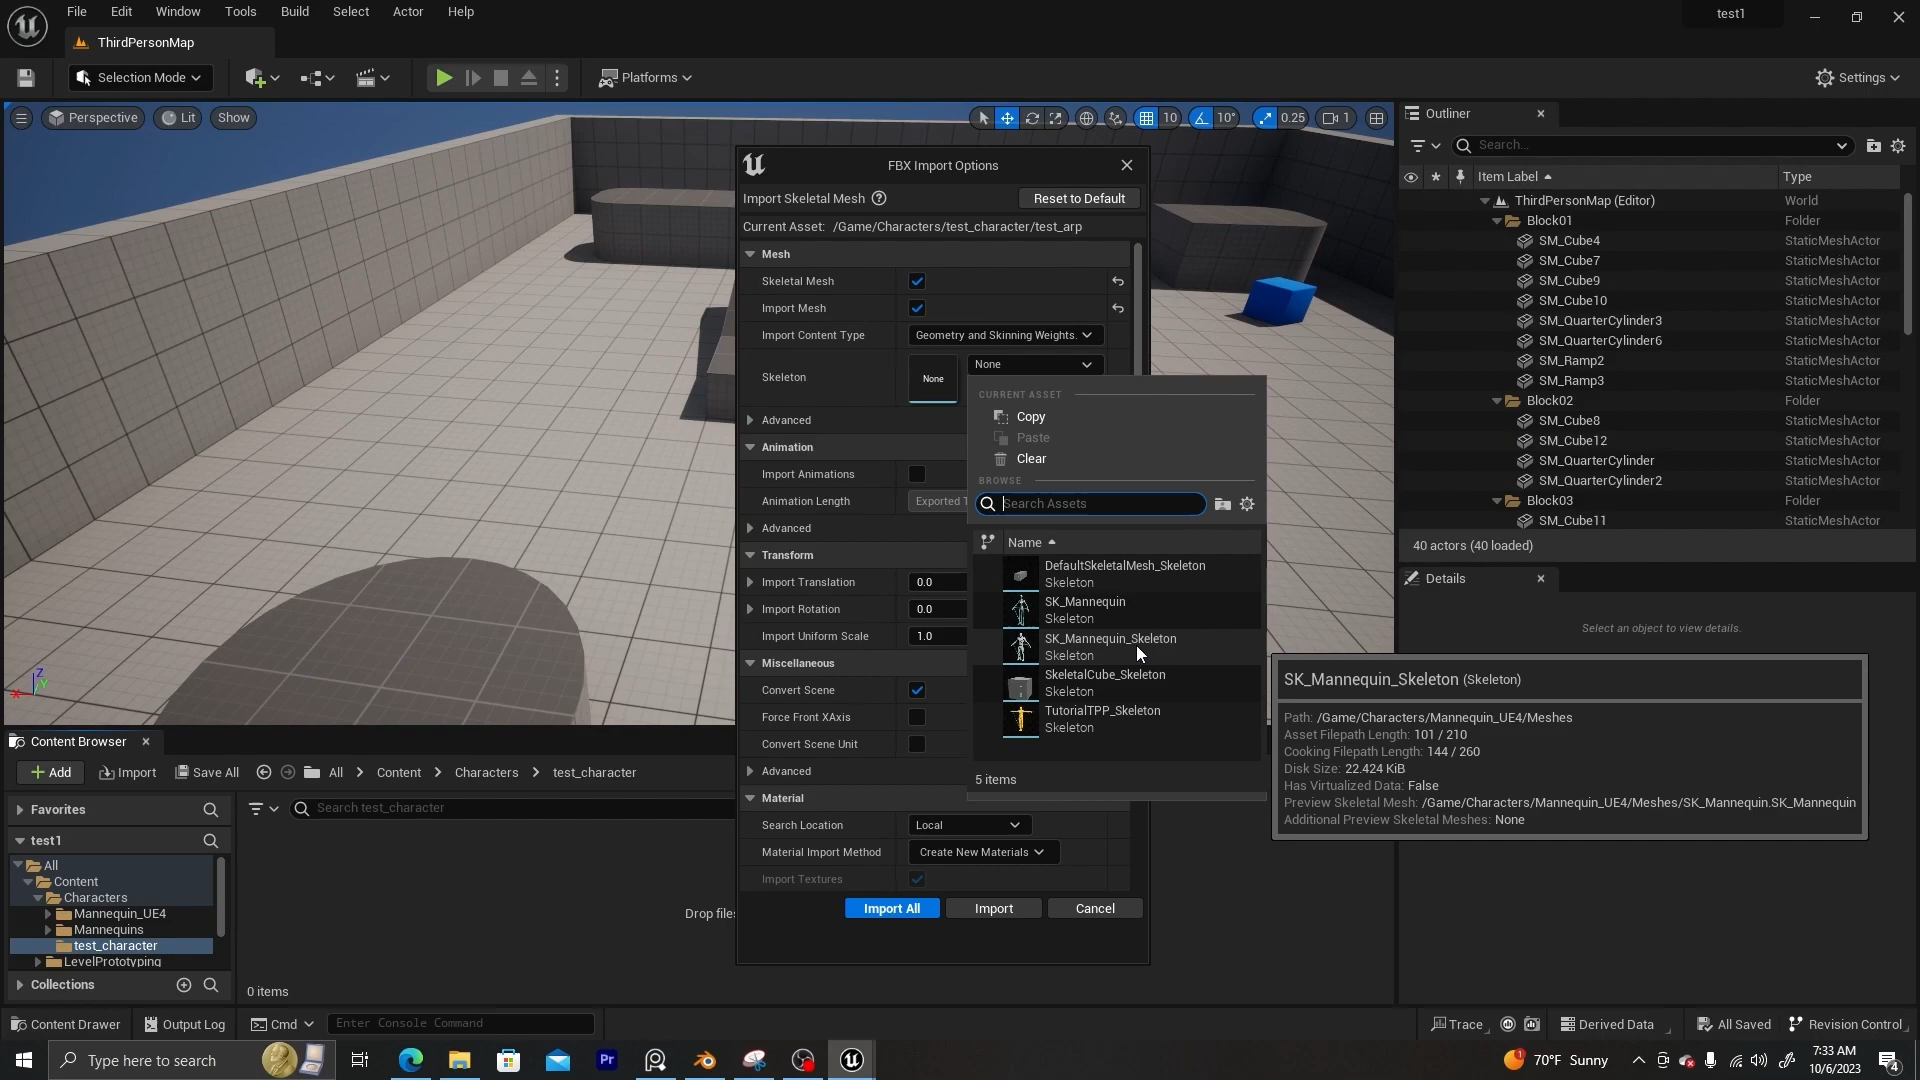 File Edit Window Tools Build Select Actor Help
test1
ThirdPersonMap
Selection Mode
Platforms
Settings
Perspective Lit Show
10 10° 0.25 1
Outliner
Search...
Item Label Type
ThirdPersonMap (Editor) World
Block01 Folder
SM_Cube4 StaticMeshActor
SM_Cube7 StaticMeshActor
SM_Cube9 StaticMeshActor
SM_Cube10 StaticMeshActor
SM_QuarterCylinder3 StaticMeshActor
SM_QuarterCylinder6 StaticMeshActor
SM_Ramp2 StaticMeshActor
SM_Ramp3 StaticMeshActor
Block02 Folder
SM_Cube8 StaticMeshActor
SM_Cube12 StaticMeshActor
SM_QuarterCylinder StaticMeshActor
SM_QuarterCylinder2 StaticMeshActor
Block03 Folder
SM_Cube11 StaticMeshActor
40 actors (40 loaded)
Details
Select an object to view details.
FBX Import Options
Import Skeletal Mesh Reset to Default
Current Asset: /Game/Characters/test_character/test_arp
Mesh
Skeletal Mesh
Import Mesh
Import Content Type Geometry and Skinning Weights.
Skeleton None None
Advanced
Animation
Import Animations
Animation Length Exported T
Advanced
Transform
Import Translation 0.0
Import Rotation 0.0
Import Uniform Scale 1.0
Miscellaneous
Convert Scene
Force Front XAxis
Convert Scene Unit
Advanced
Material
Search Location Local
Material Import Method Create New Materials
Import Textures
Import All Import Cancel
CURRENT ASSET
Copy
Paste
Clear
BROWSE
Search Assets
Name
DefaultSkeletalMesh_Skeleton
Skeleton
SK_Mannequin
Skeleton
SK_Mannequin_Skeleton
Skeleton
SkeletalCube_Skeleton
Skeleton
TutorialTPP_Skeleton
Skeleton
5 items
SK_Mannequin_Skeleton (Skeleton)
Path: /Game/Characters/Mannequin_UE4/Meshes
Asset Filepath Length: 101 / 210
Cooking Filepath Length: 144 / 260
Disk Size: 22.424 KiB
Has Virtualized Data: False
Preview Skeletal Mesh: /Game/Characters/Mannequin_UE4/Meshes/SK_Mannequin.SK_Mannequin
Additional Preview Skeletal Meshes: None
Z
Y
X
Content Browser
Add Import Save All All Content Characters test_character
Favorites
Search test_character
test1
All
Content
Characters
Mannequin_UE4
Mannequins
test_character
LevelPrototyping
Collections
Drop file
0 items
Content Drawer Output Log Cmd Enter Console Command
Trace Derived Data All Saved Revision Control
Type here to search
Pr
1 70°F Sunny
7:33 AM
10/6/2023
4